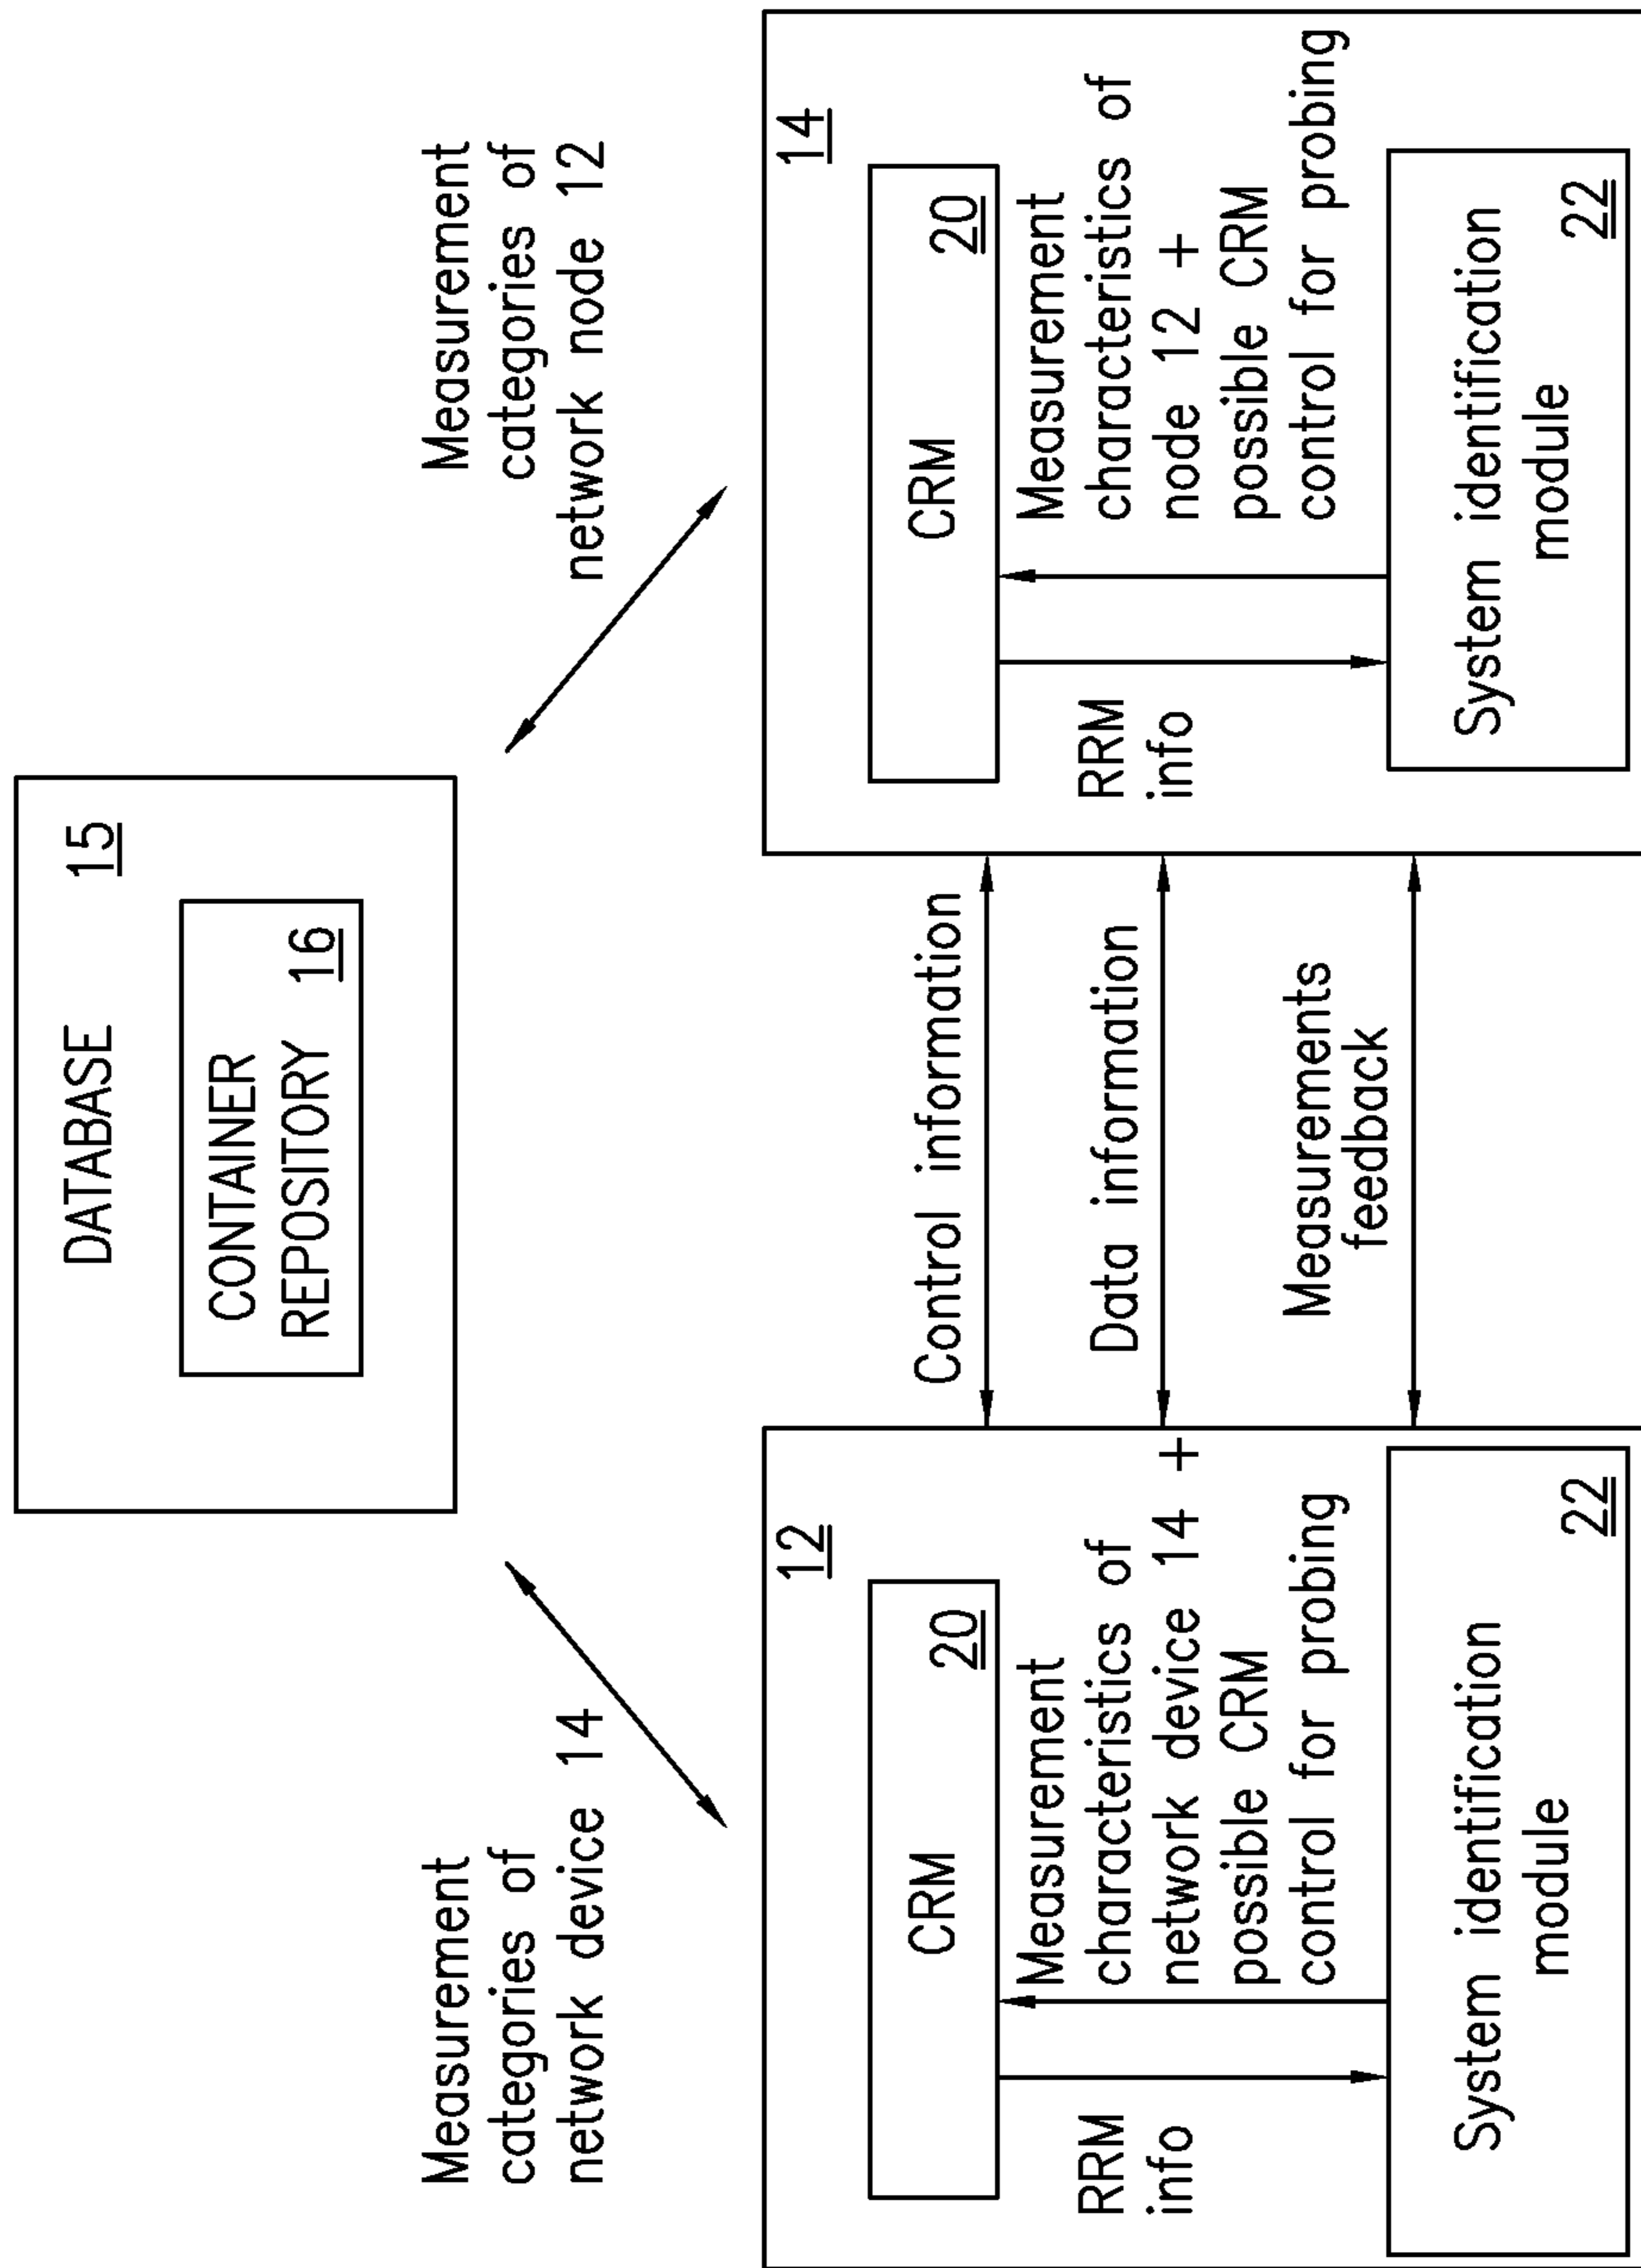 DATABASE
15
CONTAINER
REPOSITORY 16
Measurement
categories of
network device 14
Measurement
categories of
network node 12
12
CRM
20
RRM
info
Measurement
characteristics of
network device 14 +
possible CRM
control for probing
System identification
module
22
Control information
Data information
Measurements
feedback
14
CRM
20
RRM
info
Measurement
characteristics of
node 12 +
possible CRM
control for probing
System identification
module
22